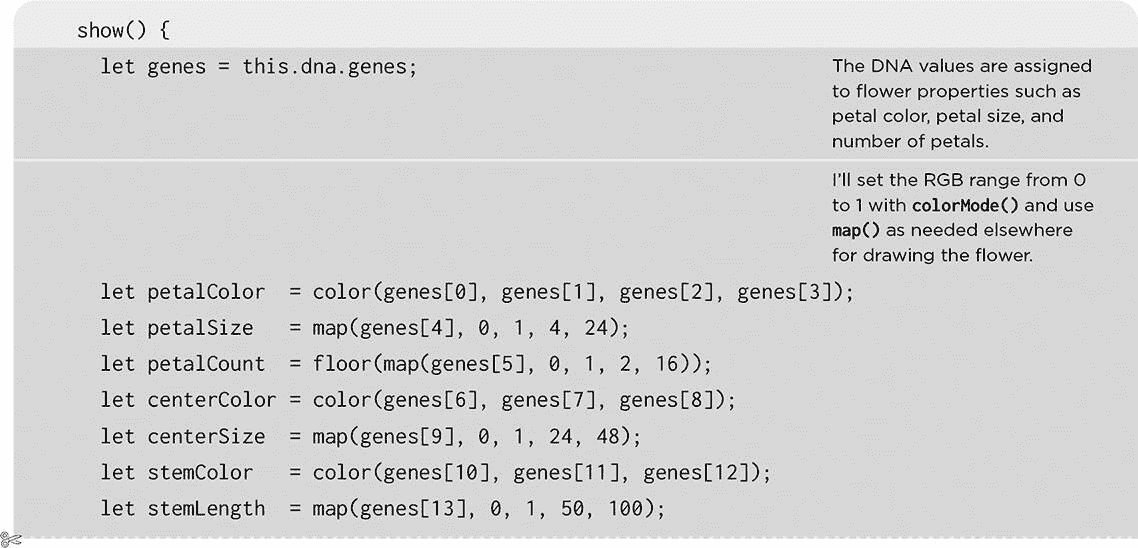 show() {
let genes = this.dna.genes;
The DNA values are assigned
to flower properties such as
petal color, petal size, and
number of petals.
I'll set the RGB range from 0
to 1 with colorMode() and use
map() as needed elsewhere
for drawing the flower.
let petalColor  = color(genes[0], genes[1], genes[2], genes[3]);
let petalSize   = map(genes[4], 0, 1, 4, 24);
let petalCount  = floor(map(genes[5], 0, 1, 2, 16));
let centerColor = color(genes[6], genes[7], genes[8]);
let centerSize  = map(genes[9], 0, 1, 24, 48);
let stemColor   = color(genes[10], genes[11], genes[12]);
let stemLength  = map(genes[13], 0, 1, 50, 100);